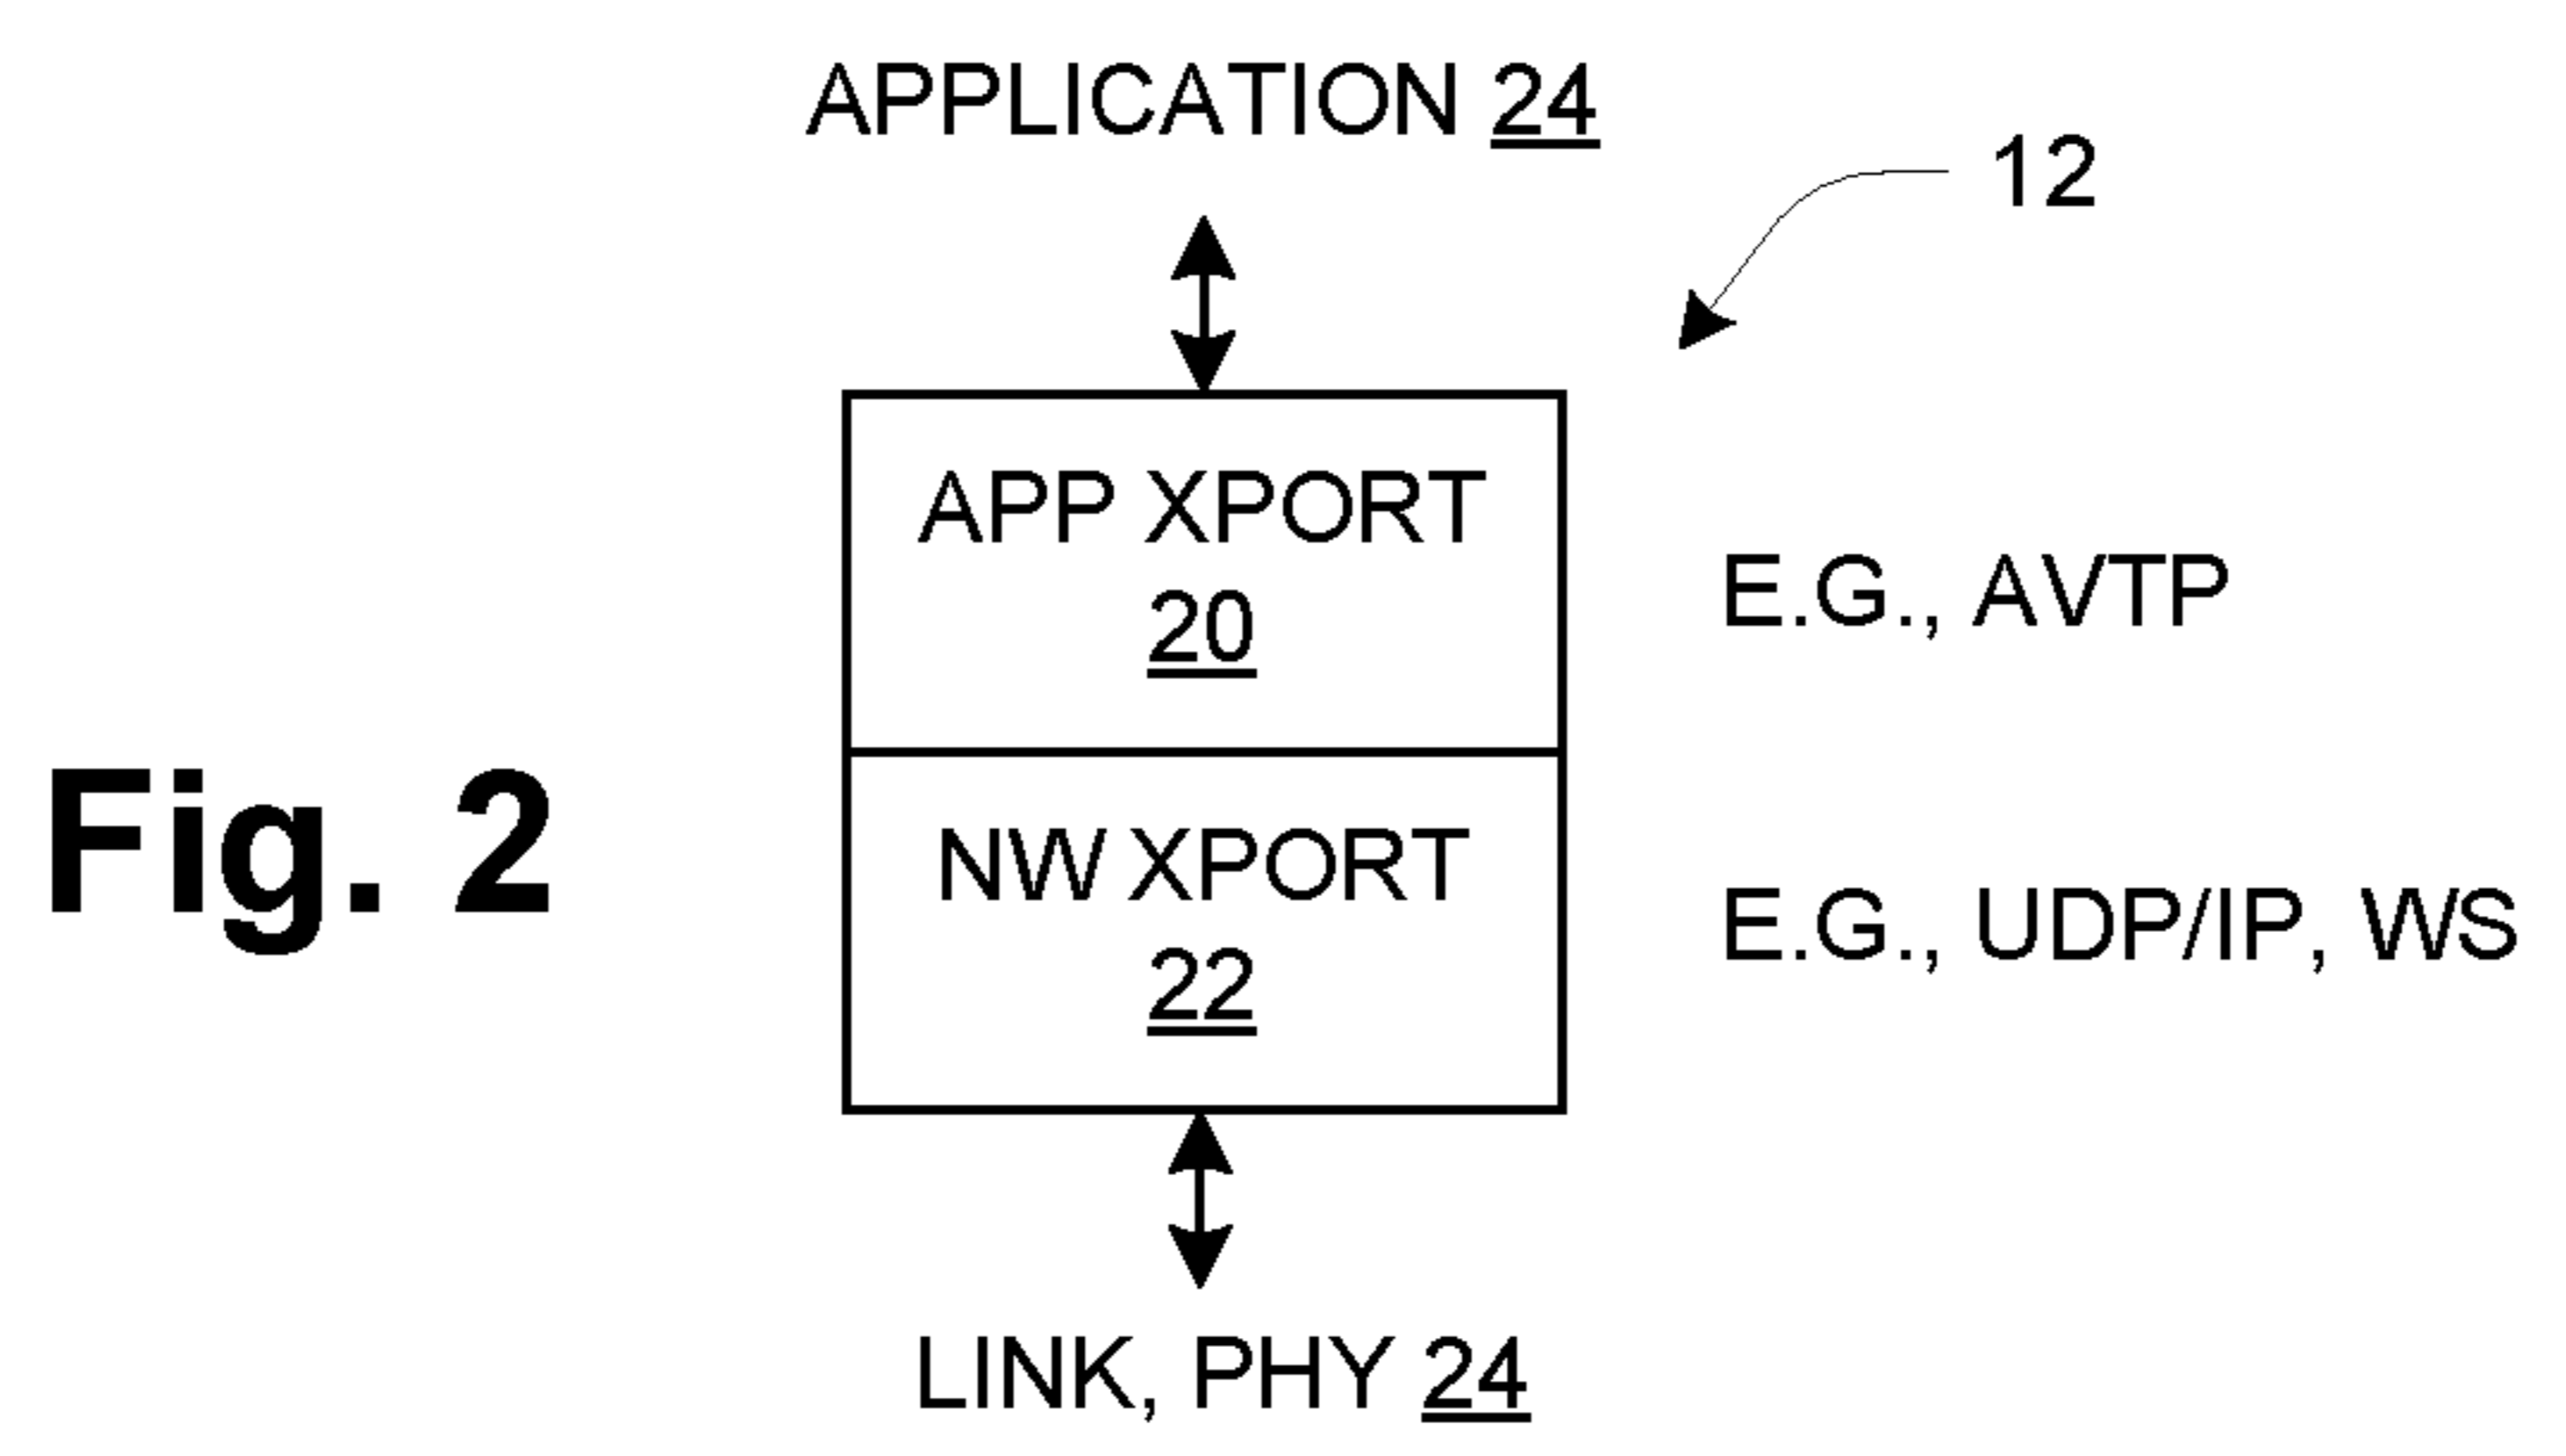 APPLICATION 24
12
APP XPORT
20
E.G., AVTP
Fig. 2
NW XPORT
22
E.G., UDP/IP, WS
LINK, PHY 24